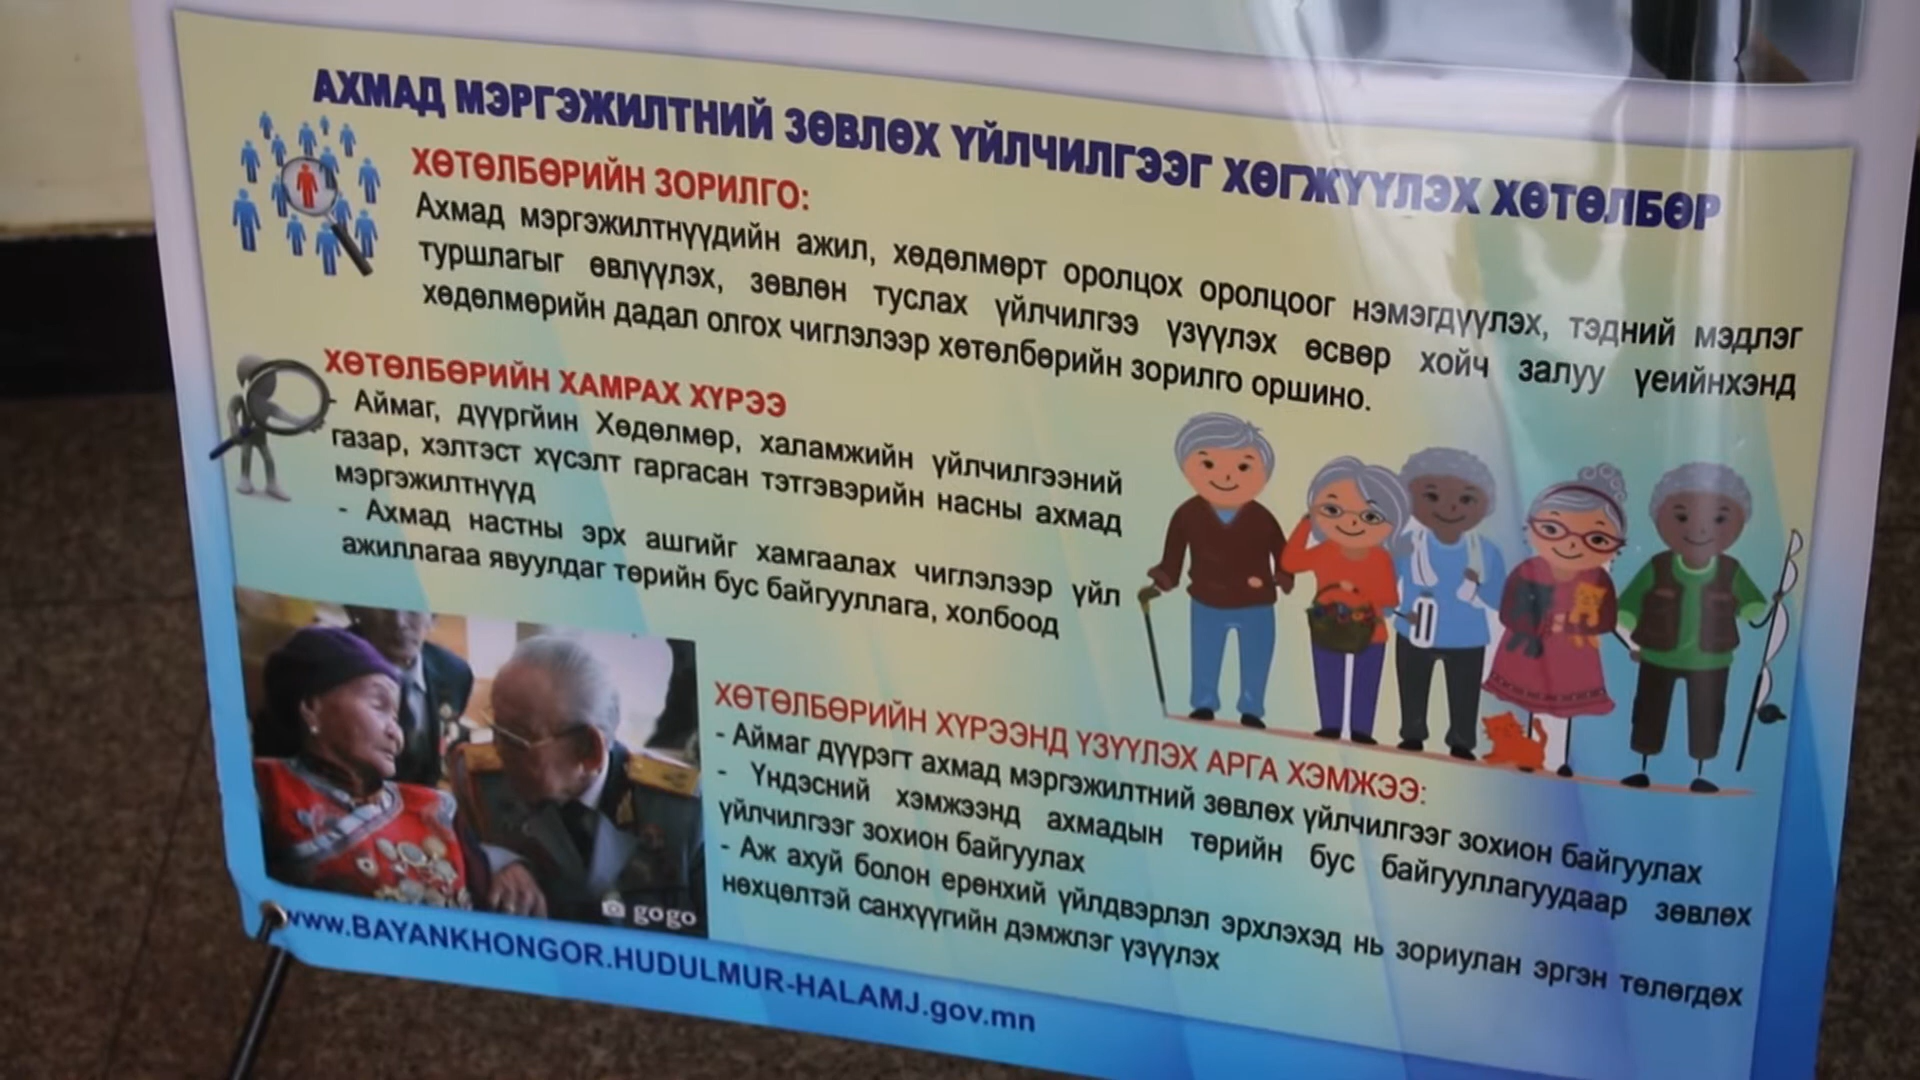 АХМАД МЭРГЭЖИЛТНИЙ ЗӨВЛӨХ ҮЙЛЧИЛГЭЭГ ХӨГЖҮҮЛЭХ ХӨТӨЛБӨР
ХӨТӨЛБӨРИЙН ЗОРИЛГО:
Ахмад мэргэжилтнүүдийн ажил, хөдөлмөрт оролцох оролцоог нэмэгдүүлэх, тэдний мэдлэг
туршлагыг өвлүүлэх, зөвлөн туслах үйлчилгээ үзүүлэх өсвөр хойч залуу үеийнхэнд
хөдөлмөрийн дадал олгох чиглэлээр хөтөлбөрийн зорилго оршино.
ХӨТӨЛБӨРИЙН ХАМРАХ ХҮРЭЭ
- Аймаг, дүүргйин Хөдөлмөр, халамжийн үйлчилгээний
газар, хэлтэст хүсэлт гаргасан тэтгэвэрийн насны ахмад
мэргэжилтнүүд
- Ахмад настны эрх ашгийг хамгаалах чиглэлээр үйл
ажиллагаа явуулдаг төрийн бус байгууллага, холбоод
ХӨТӨЛБӨРИЙН ХҮРЭЭНД ҮЗҮҮЛЭХ АРГА ХЭМЖЭЭ:
- Аймаг дүүрэгт ахмад мэргэжилтний зөвлөх үйлчилгээг зохион байгуулах
- Үндэсний хэмжээнд ахмадын төрийн бус байгууллагуудаар зөвлөх
үйлчилгээг зохион байгуулах
- Аж ахуй болон ерөнхий үйлдвэрлэл эрхлэхэд нь зориулан эргэн төлөгдөх
нөхцөлтэй санхүүгийн дэмжлэг үзүүлэх
gogo
www.BAYANKHONGOR.HUDULMUR-HALAMJ.gov.mn